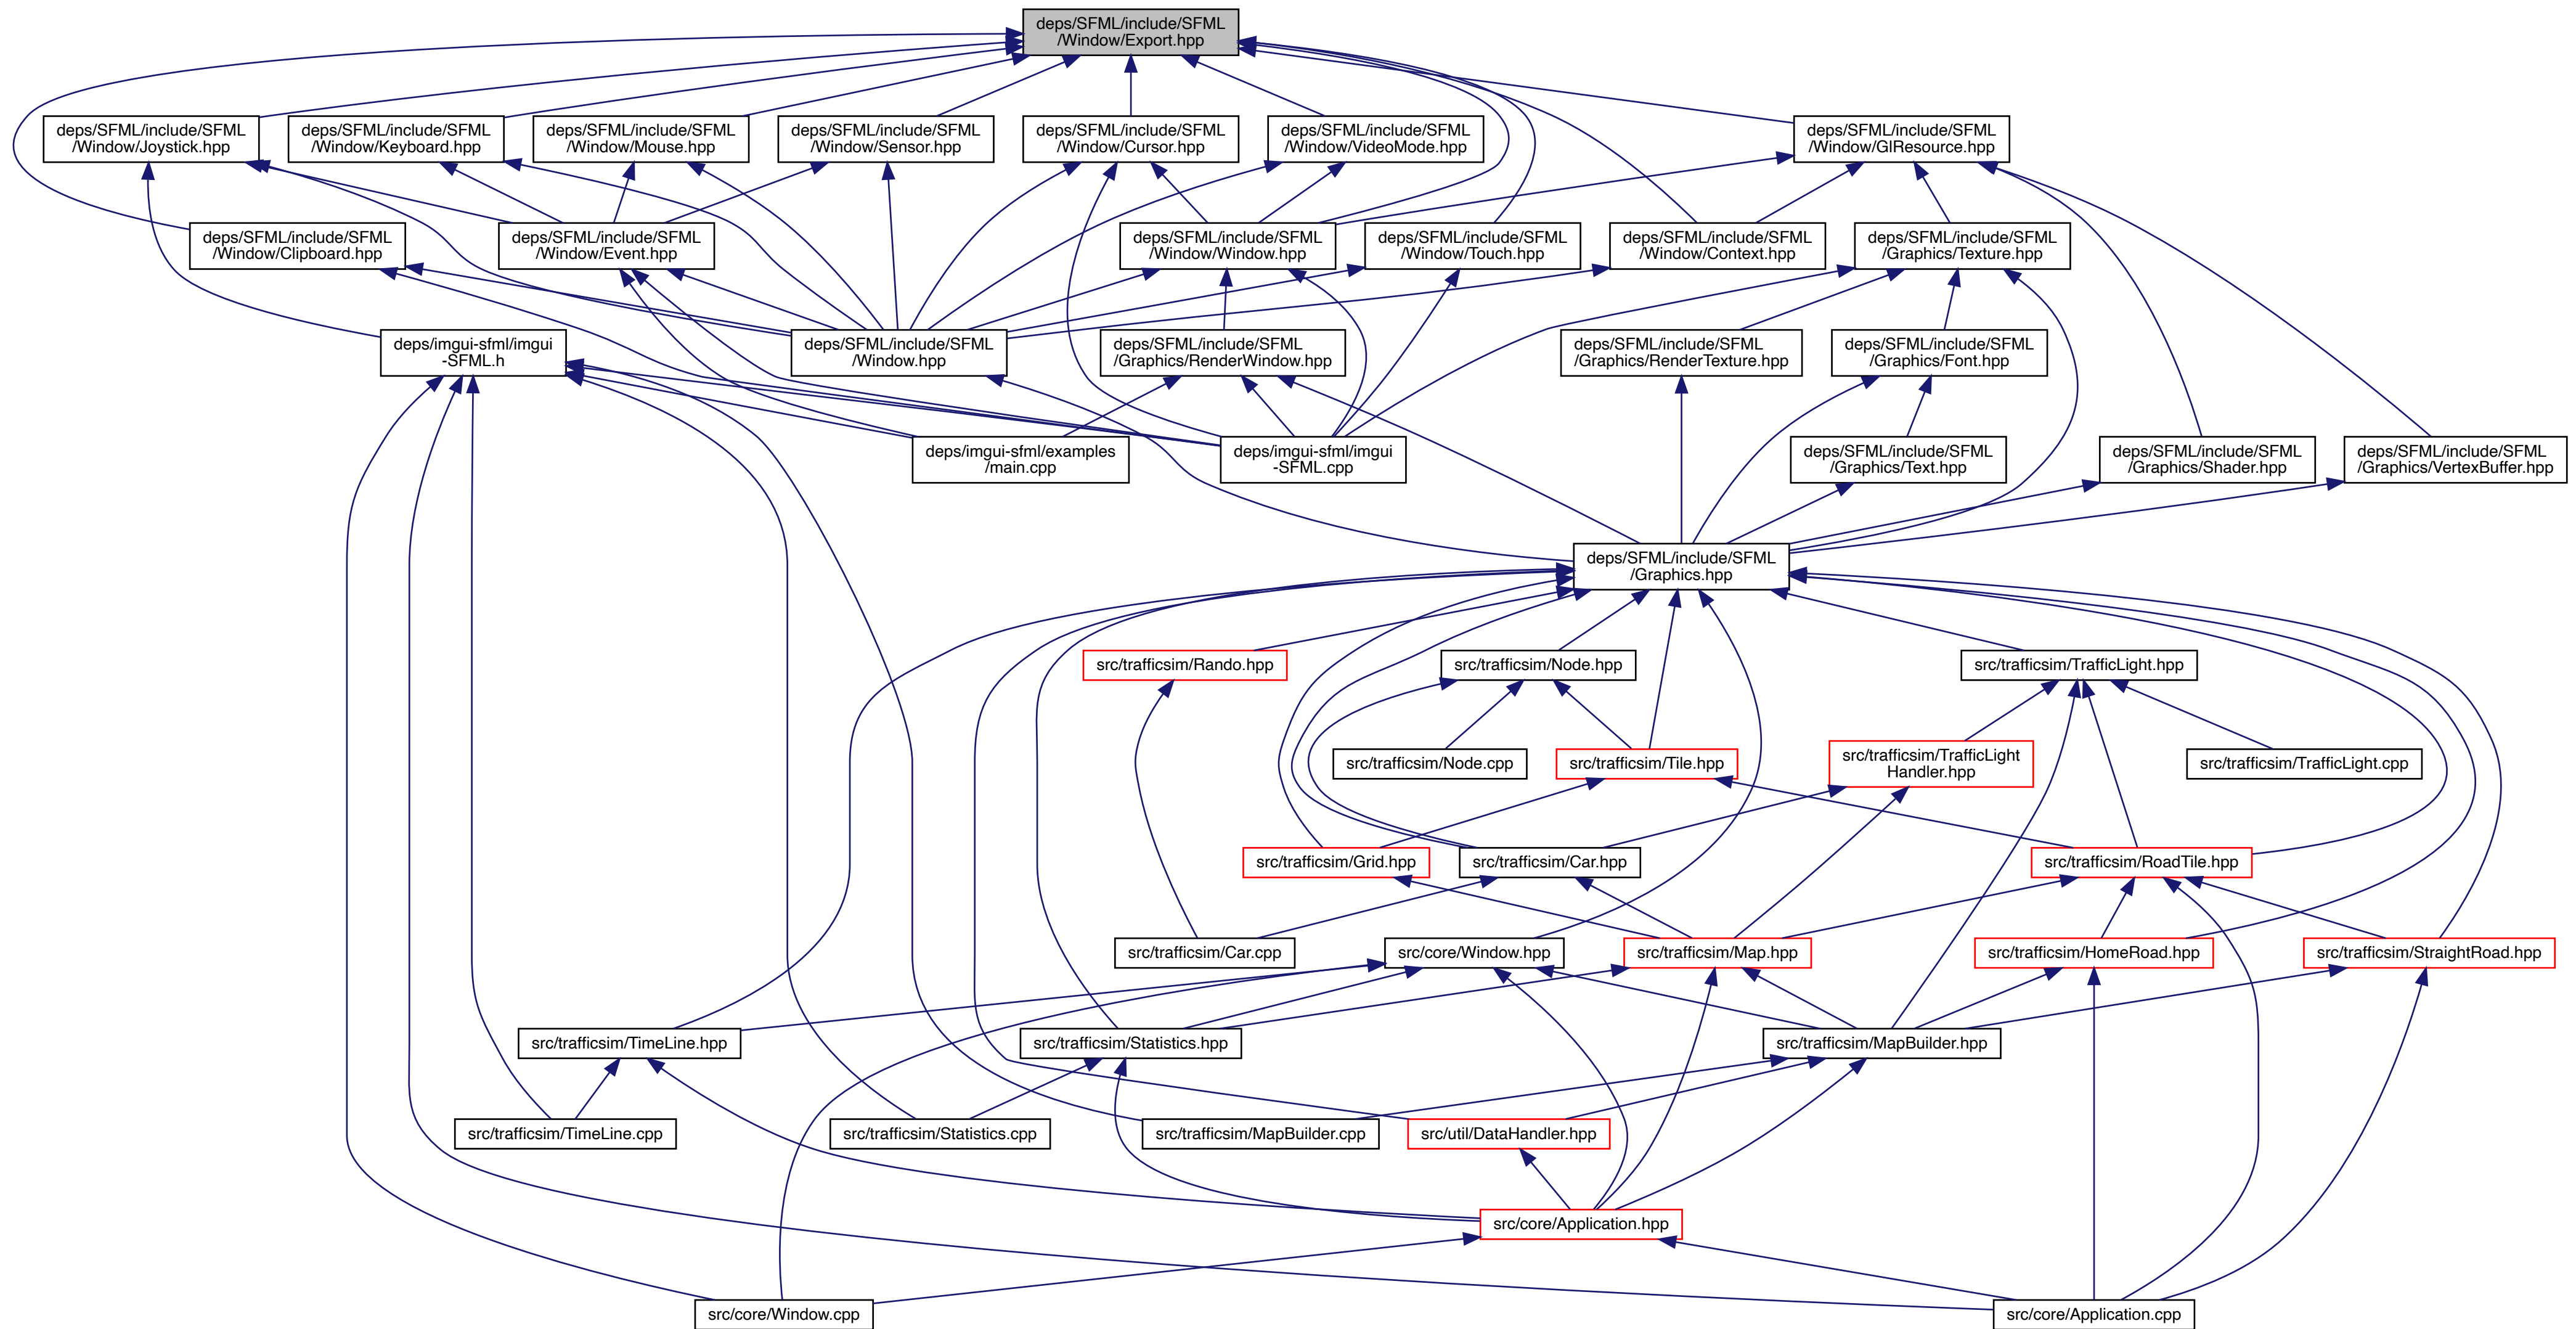 deps/SFML/include/SFML
/Window/Export.hpp
deps/SFML/include/SFML
/Window/Joystick.hpp
deps/SFML/include/SFML
/Window/Keyboard.hpp
deps/SFML/include/SFML
/Window/Mouse.hpp
deps/SFML/include/SFML
/Window/Sensor.hpp
deps/SFML/include/SFML
/Window/Cursor.hpp
deps/SFML/include/SFML
/Window/VideoMode.hpp
deps/SFML/include/SFML
/Window/GlResource.hpp
deps/SFML/include/SFML
/Window/Clipboard.hpp
deps/SFML/include/SFML
/Window/Event.hpp
deps/SFML/include/SFML
/Window/Window.hpp
deps/SFML/include/SFML
/Window/Touch.hpp
deps/SFML/include/SFML
/Window/Context.hpp
deps/SFML/include/SFML
/Graphics/Texture.hpp
deps/imgui-sfml/imgui
-SFML.h
deps/SFML/include/SFML
/Window.hpp
deps/SFML/include/SFML
/Graphics/RenderWindow.hpp
deps/SFML/include/SFML
/Graphics/RenderTexture.hpp
deps/SFML/include/SFML
/Graphics/Font.hpp
deps/imgui-sfml/examples
/main.cpp
deps/imgui-sfml/imgui
-SFML.cpp
deps/SFML/include/SFML
/Graphics/Text.hpp
deps/SFML/include/SFML
/Graphics/Shader.hpp
deps/SFML/include/SFML
/Graphics/VertexBuffer.hpp
deps/SFML/include/SFML
/Graphics.hpp
src/trafficsim/Rando.hpp
src/trafficsim/Node.hpp
src/trafficsim/TrafficLight.hpp
src/trafficsim/Node.cpp
src/trafficsim/Tile.hpp
src/trafficsim/TrafficLight
Handler.hpp
src/trafficsim/TrafficLight.cpp
src/trafficsim/Grid.hpp
src/trafficsim/Car.hpp
src/trafficsim/RoadTile.hpp
src/trafficsim/Car.cpp
src/core/Window.hpp
src/trafficsim/Map.hpp
src/trafficsim/HomeRoad.hpp
src/trafficsim/StraightRoad.hpp
src/trafficsim/TimeLine.hpp
src/trafficsim/Statistics.hpp
src/trafficsim/MapBuilder.hpp
src/trafficsim/TimeLine.cpp
src/trafficsim/Statistics.cpp
src/trafficsim/MapBuilder.cpp
src/util/DataHandler.hpp
src/core/Application.hpp
src/core/Window.cpp
src/core/Application.cpp